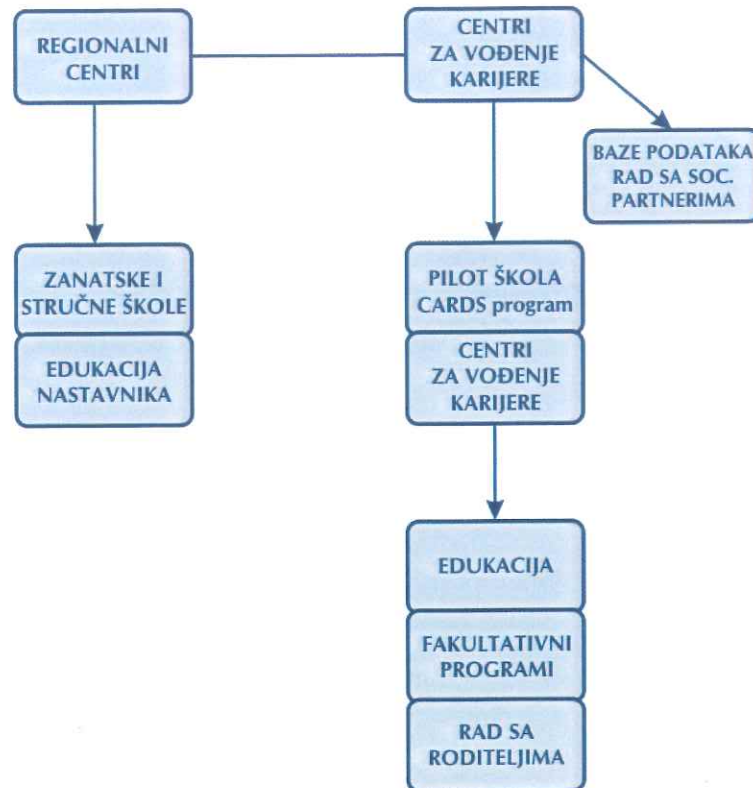 REGIONALNI
CENTRI
CENTRI
ZA VOĐENJE
KARIJERE
BAZE PODATAKA
RAD SA SOC.
PARTNERIMA
ZANATSKE I
STRUČNE ŠKOLE
EDUKACIJA
NASTAVNIKA
PILOT ŠKOLA
CARDS program
CENTRI
ZA VOĐENJE
KARIJERE
EDUKACIJA
FAKULTATIVNI
PROGRAMI
RAD SA
RODITELJIMA